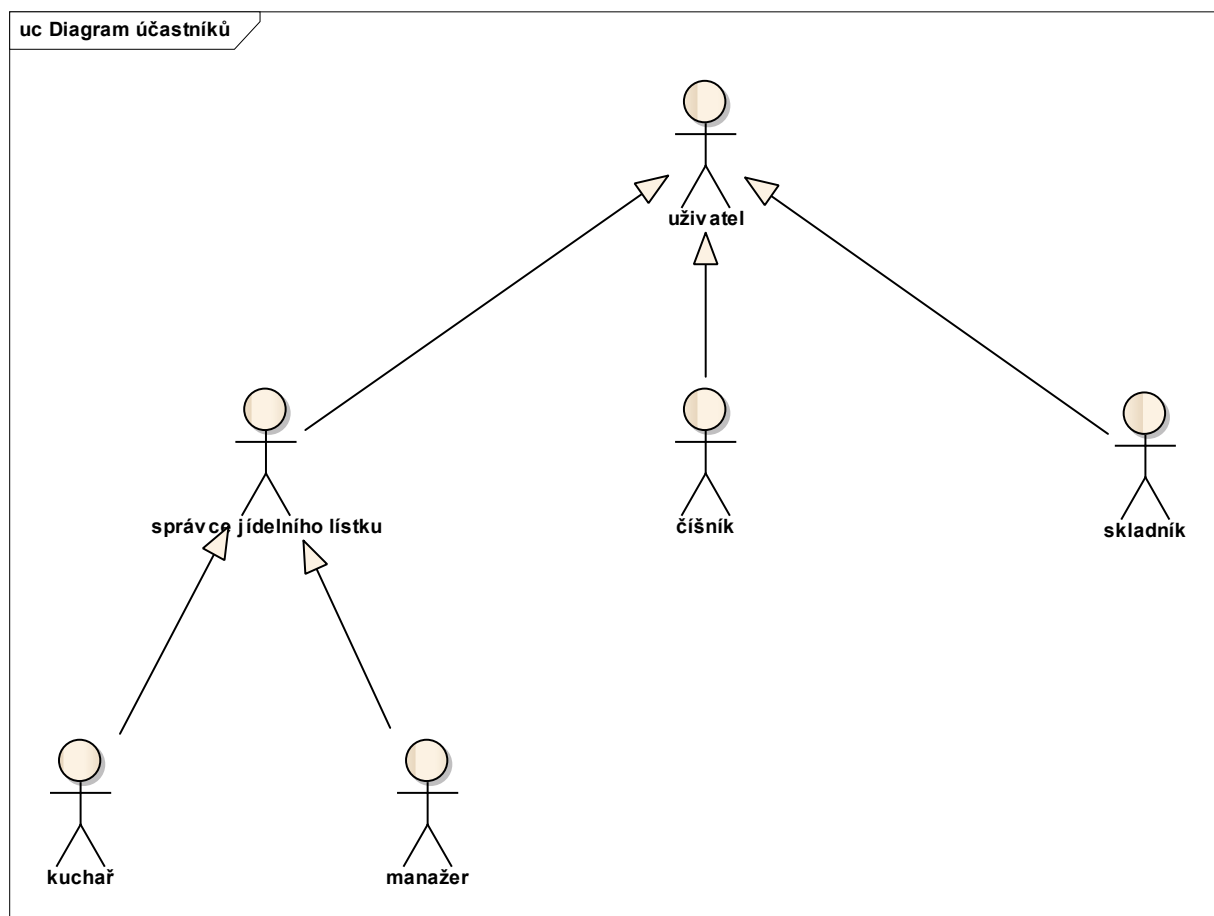 uc Diagram účastníků
uživatel
správce jídelního lístku
číšník
skladník
kuchař
manažer